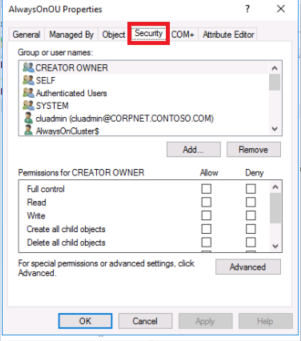 AlwaysOnOU Properties
? X
General Managed By Object Security COM+ Attribute Editor
Group or user names:
CREATOR OWNER
SELF
Authenticated Users
SYSTEM
cluadmin (cluadmin@CORPNET.CONTOSO.COM)
AlwaysOnCluster$
Add... Remove
Permissions for CREATOR OWNER Allow Deny
Full control
Read
Write
Create all child objects
Delete all child objects
For special permissions or advanced settings, click
Advanced.
Advanced
OK Cancel Apply Help